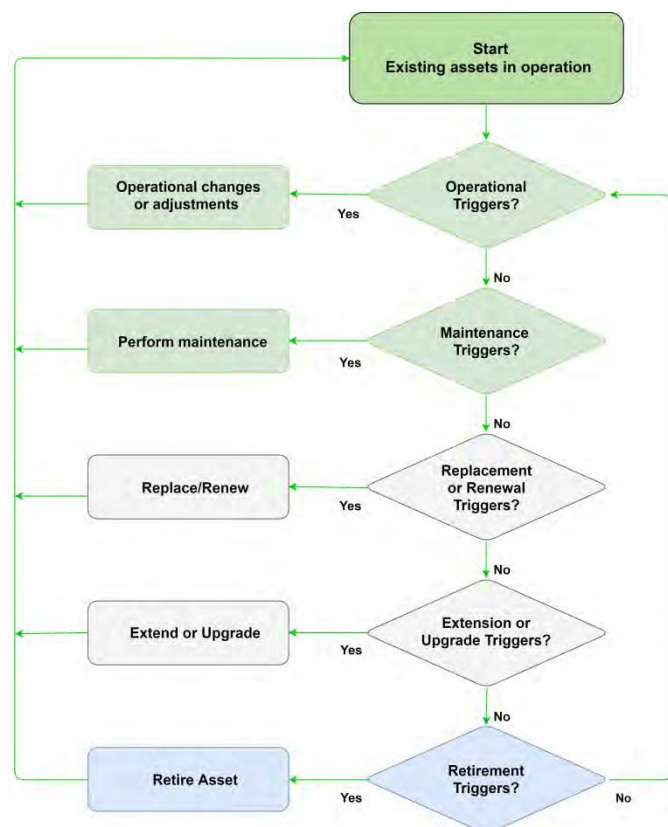 Start
Existing assets in operation
Operational changes
or adjustments
Yes
Operational
Triggers?
No
Perform maintenance
Yes
Maintenance
Triggers?
No
Replace/Renew
Yes
Replacement
or Renewal
Triggers?
No
Extend or Upgrade
Yes
Extension or
Upgrade Triggers?
No
Retire Asset
Yes
Retirement
Triggers?
No